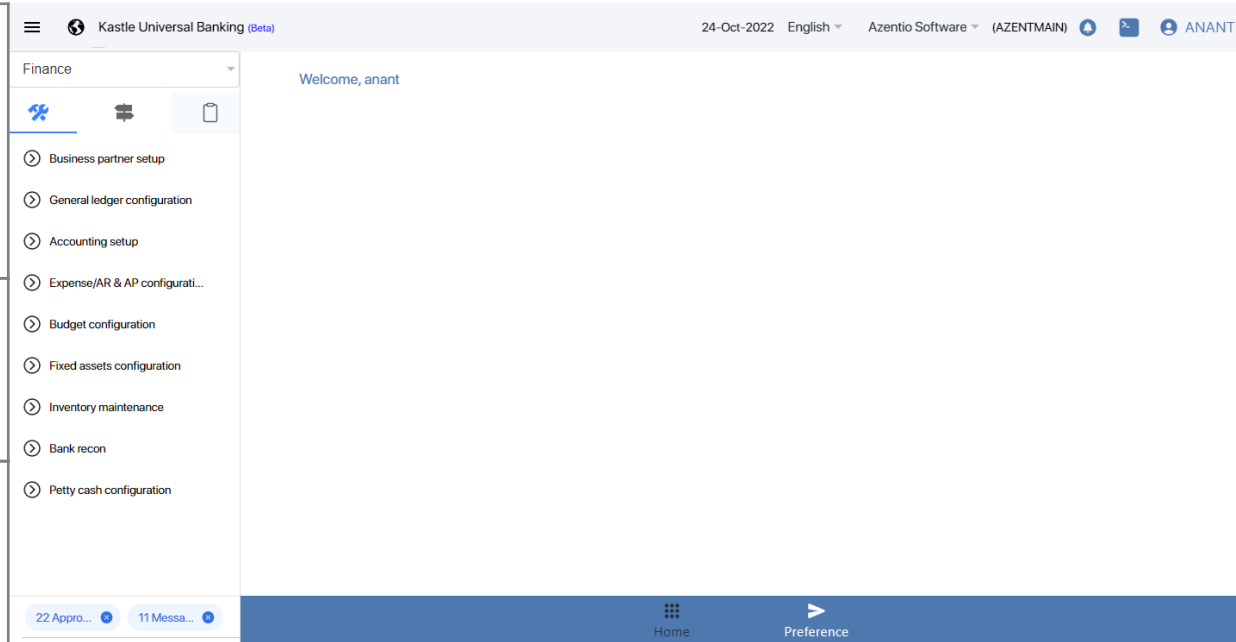 Kastle Universal Banking (Beta)
24-Oct-2022 English Azentio Software (AZENTMAIN) ANANT
Finance
Welcome, anant
Business partner setup
General ledger configuration
Accounting setup
Expense/AR & AP configurati...
Budget configuration
Fixed assets configuration
Inventory maintenance
Bank recon
Petty cash configuration
22 Appro... 11 Messa...
Home Preference